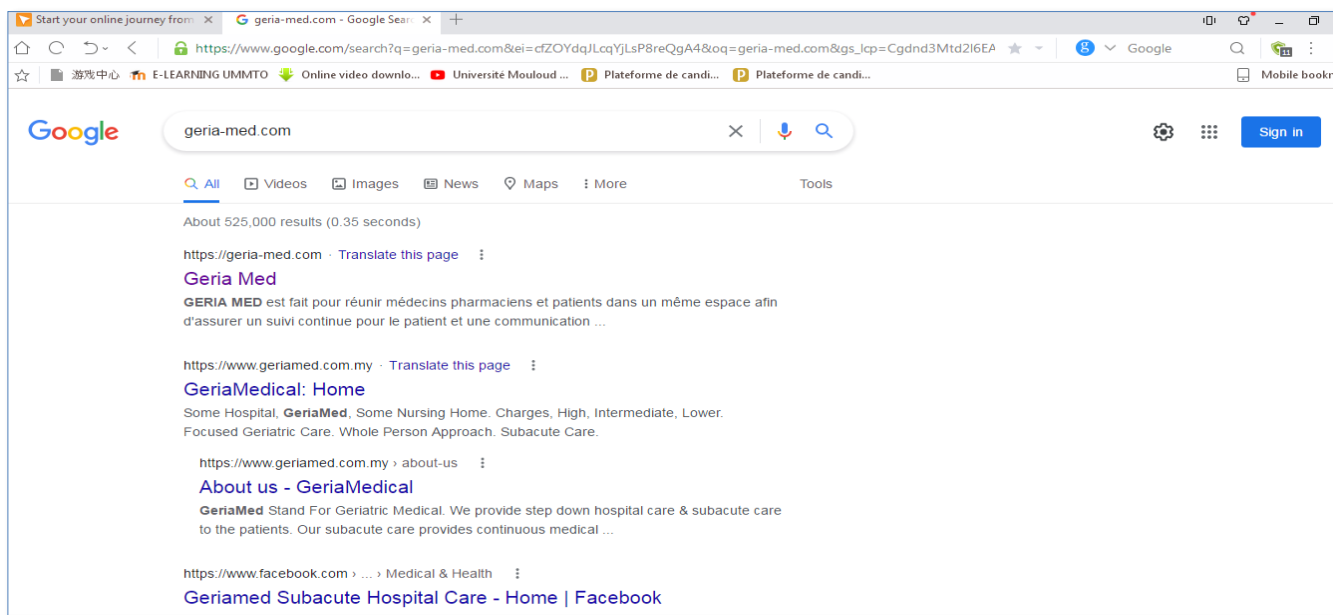 Start your online journey from
geria-med.com - Google Sear
https://www.google.com/search?q=geria-med.com&ei=cfZOYdqJLcqYjLsP8reQgA4&oq=geria-med.com&gs_lcp=Cgdnd3Mtd2l6EA
Google
11
游戏中心 E-LEARNING UMMTO Online video downlo... Université Mouloud ... Plateforme de candi... Plateforme de candi... Mobile bookr
Google geria-med.com Sign in
All Videos Images News Maps More Tools
About 525,000 results (0.35 seconds)
https://geria-med.com · Translate this page
Geria Med
GERIA MED est fait pour réunir médecins pharmaciens et patients dans un même espace afin
d'assurer un suivi continue pour le patient et une communication ...
https://www.geriamed.com.my · Translate this page
GeriaMedical: Home
Some Hospital, GeriaMed, Some Nursing Home. Charges, High, Intermediate, Lower.
Focused Geriatric Care. Whole Person Approach. Subacute Care.
https://www.geriamed.com.my › about-us
About us - GeriaMedical
GeriaMed Stand For Geriatric Medical. We provide step down hospital care & subacute care
to the patients. Our subacute care provides continuous medical ...
https://www.facebook.com › ... › Medical & Health
Geriamed Subacute Hospital Care - Home | Facebook